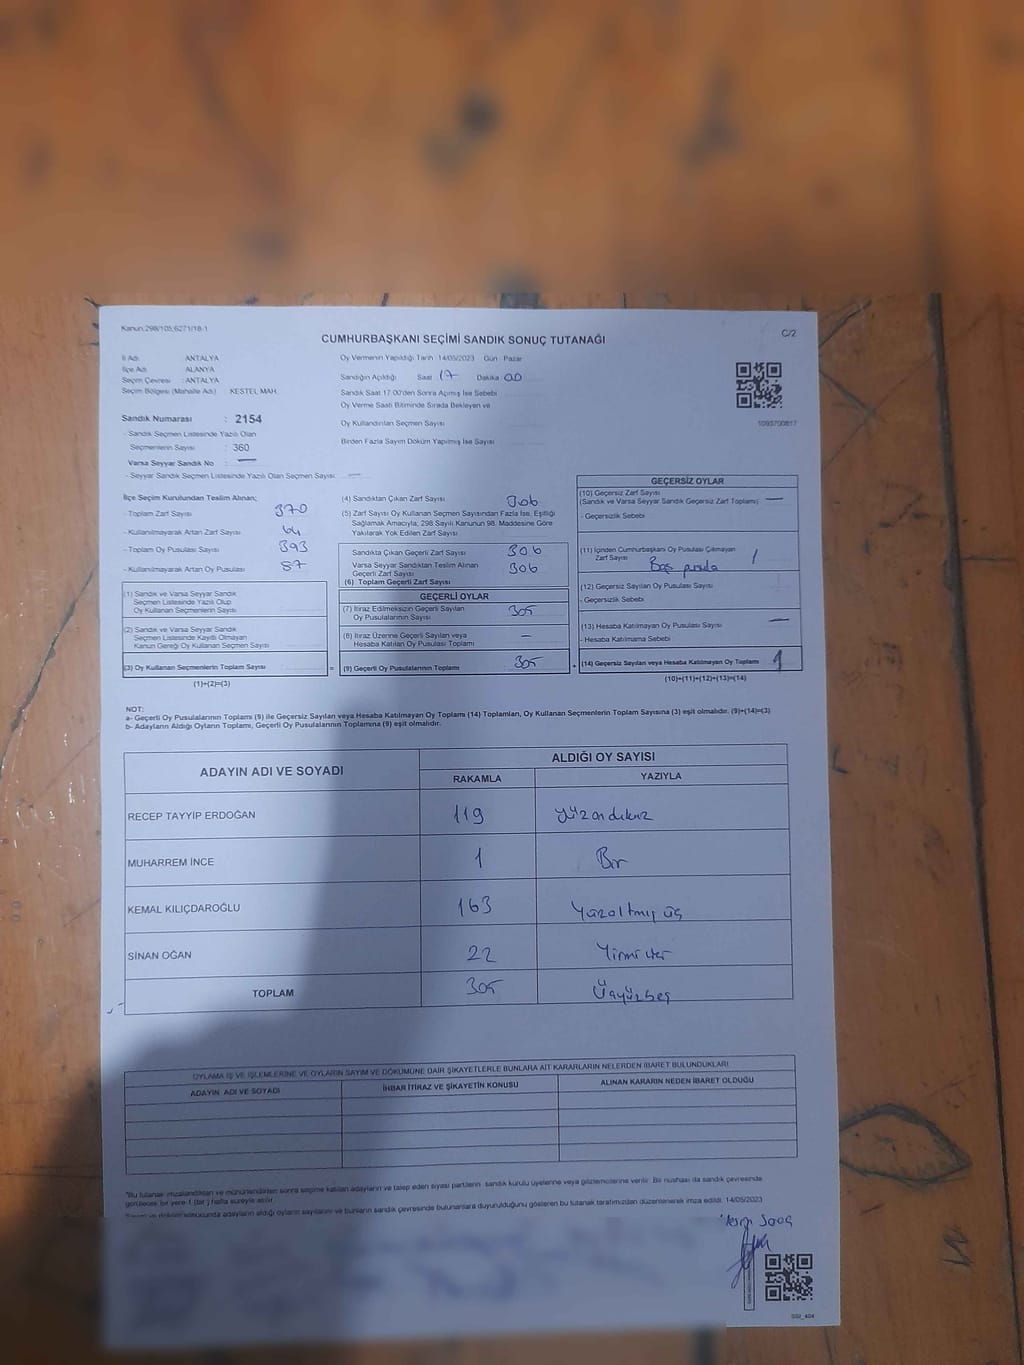 Kanun:298/105,6271/18-1
C/2
CUMHURBAŞKANI SEÇİMİ SANDIK SONUÇ TUTANAĞI
İl Adı ANTALYA
İlçe Adı ALANYA
Seçim Çevresi : ANTALYA
Seçim Bölgesi (Mahalle Adı) KESTEL MAH.
Sandık Numarası : 2154
- Sandık Seçmen Listesinde Yazılı Olan
Seçmenlerin Sayısı : 360
Varsa Seyyar Sandık No : —
- Seyyar Sandık Seçmen Listesinde Yazılı Olan Seçmen Sayısı : —
Oy Vermenin Yapıldığı Tarih 14/05/2023 Gün : Pazar
Sandığın Açıldığı Saat 17 Dakika 00
Sandık Saat 17:00'den Sonra Açılmış İse Sebebi
Oy Verme Saati Bitiminde Sırada Bekleyen ve
Oy Kullandırılan Seçmen Sayısı
Birden Fazla Sayım Döküm Yapılmış İse Sayısı
1093700817
İlçe Seçim Kurulundan Teslim Alınan;
- Toplam Zarf Sayısı 370
- Kullanılmayarak Artan Zarf Sayısı 64
- Toplam Oy Pusulası Sayısı 393
- Kullanılmayarak Artan Oy Pusulası 87
(1) Sandık ve Varsa Seyyar Sandık
Seçmen Listesinde Yazılı Olup
Oy Kullanan Seçmenlerin Sayısı
(2) Sandık ve Varsa Seyyar Sandık
Seçmen Listesinde Kayıtlı Olmayan
Kanun Gereği Oy Kullanan Seçmen Sayısı
(3) Oy Kullanan Seçmenlerin Toplam Sayısı =
(1)+(2)=(3)
(4) Sandıktan Çıkan Zarf Sayısı 306
(5) Zarf Sayısı Oy Kullanan Seçmen Sayısından Fazla İse, Eşitliği
Sağlamak Amacıyla, 298 Sayılı Kanunun 98. Maddesine Göre
Yakılarak Yok Edilen Zarf Sayısı
Sandıkta Çıkan Geçerli Zarf Sayısı 306
Varsa Seyyar Sandıktan Teslim Alınan
Geçerli Zarf Sayısı 306
(6) Toplam Geçerli Zarf Sayısı
GEÇERLİ OYLAR
(7) İtiraz Edilmeksizin Geçerli Sayılan
Oy Pusulalarının Sayısı 305
(8) İtiraz Üzerine Geçerli Sayılan veya
Hesaba Katılan Oy Pusulası Toplamı —
(9) Geçerli Oy Pusulalarının Toplamı 305 +
GEÇERSİZ OYLAR
(10) Geçersiz Zarf Sayısı
(Sandık ve Varsa Seyyar Sandık Geçersiz Zarf Toplamı) —
- Geçersizlik Sebebi
(11) İçinden Cumhurbaşkanı Oy Pusulası Çıkmayan
Zarf Sayısı 1
Boş pusula
(12) Geçersiz Sayılan Oy Pusulası Sayısı
- Geçersizlik Sebebi
(13) Hesaba Katılmayan Oy Pusulası Sayısı —
- Hesaba Katılmama Sebebi
(14) Geçersiz Sayılan veya Hesaba Katılmayan Oy Toplamı 1
(10)+(11)+(12)+(13)=(14)
NOT:
a- Geçerli Oy Pusulalarının Toplamı (9) ile Geçersiz Sayılan veya Hesaba Katılmayan Oy Toplamı (14) Toplamları, Oy Kullanan Seçmenlerin Toplam Sayısına (3) eşit olmalıdır. (9)+(14)=(3)
b- Adayların Aldığı Oyların Toplamı, Geçerli Oy Pusulalarının Toplamına (9) eşit olmalıdır.
ADAYIN ADI VE SOYADI
ALDIĞI OY SAYISI
RAKAMLA YAZIYLA
RECEP TAYYİP ERDOĞAN 119 yüzondokuz
MUHARREM İNCE 1 Bir
KEMAL KILIÇDAROĞLU 163 Yüzaltmış üç
SİNAN OĞAN 22 Yirmi iki
TOPLAM 305 Üçyüzbeş
OYLAMA İŞ VE İŞLEMLERİNE VE OYLARIN SAYIM VE DÖKÜMÜNE DAİR ŞİKAYETLERLE BUNLARA AİT KARARLARIN NELERDEN İBARET BULUNDUKLARI
ADAYIN ADI VE SOYADI İHBAR İTİRAZ VE ŞİKAYETİN KONUSU ALINAN KARARIN NEDEN İBARET OLDUĞU
"Bu tutanak imzalandıktan ve mühürlendikten sonra seçime katılan adayların ve talep eden siyasi partilerin sandık kurulu üyelerine veya gözlemcilerine verilir. Bir nüshası da sandık çevresinde
görülecek bir yere 1 (bir ) hafta süreyle asılır.
adayların aldığı oyların sayılarını ve bunların sandık çevresinde bulunanlara duyurulduğunu gösteren bu tutanak tarafımızdan düzenlenerek imza edildi. 14/05/2023